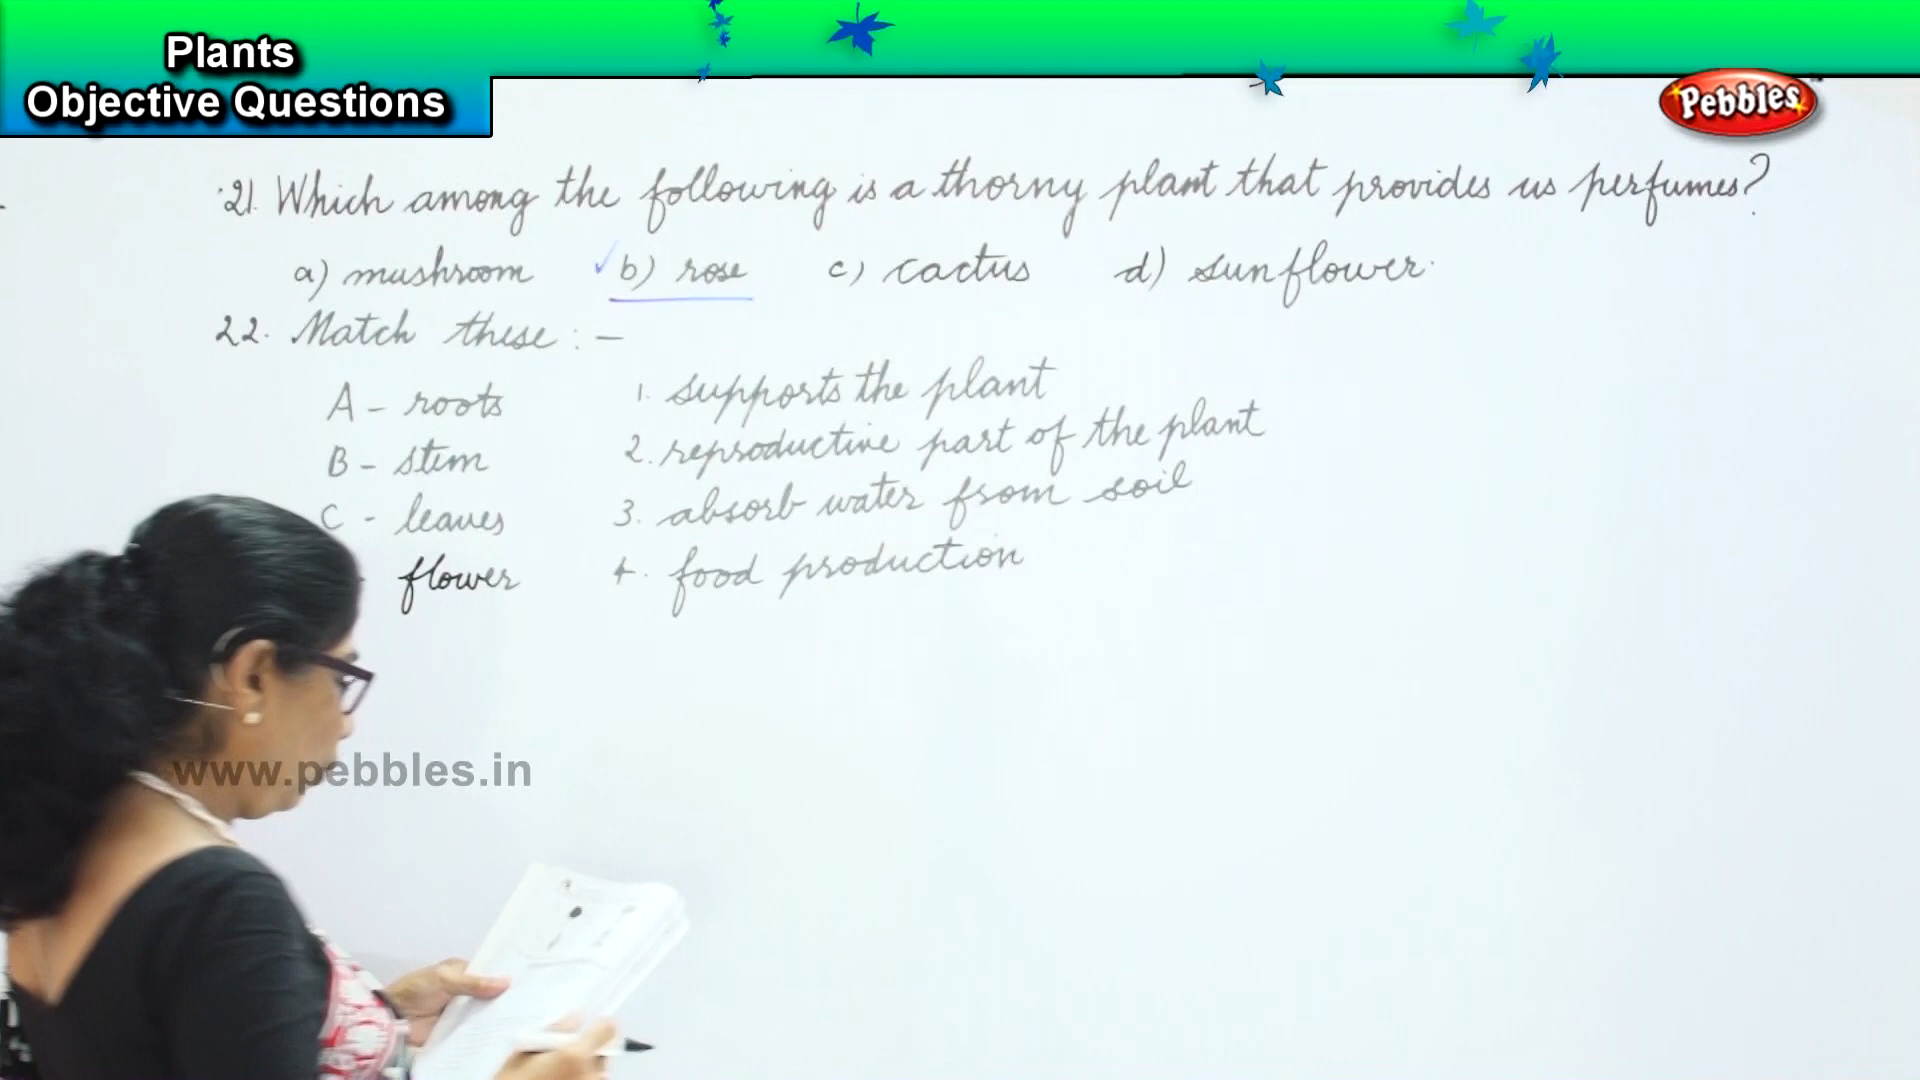 Plants
Objective Questions
Pebbles
21. Which among the following is a thorny plant that provides us perfumes?
a) mushroom b) rose c) cactus d) sunflower
22. Match these : –
A – roots 1. supports the plant
B – stem 2. reproductive part of the plant
C – leaves 3. absorb water from soil
flower 4. food production
www.pebbles.in